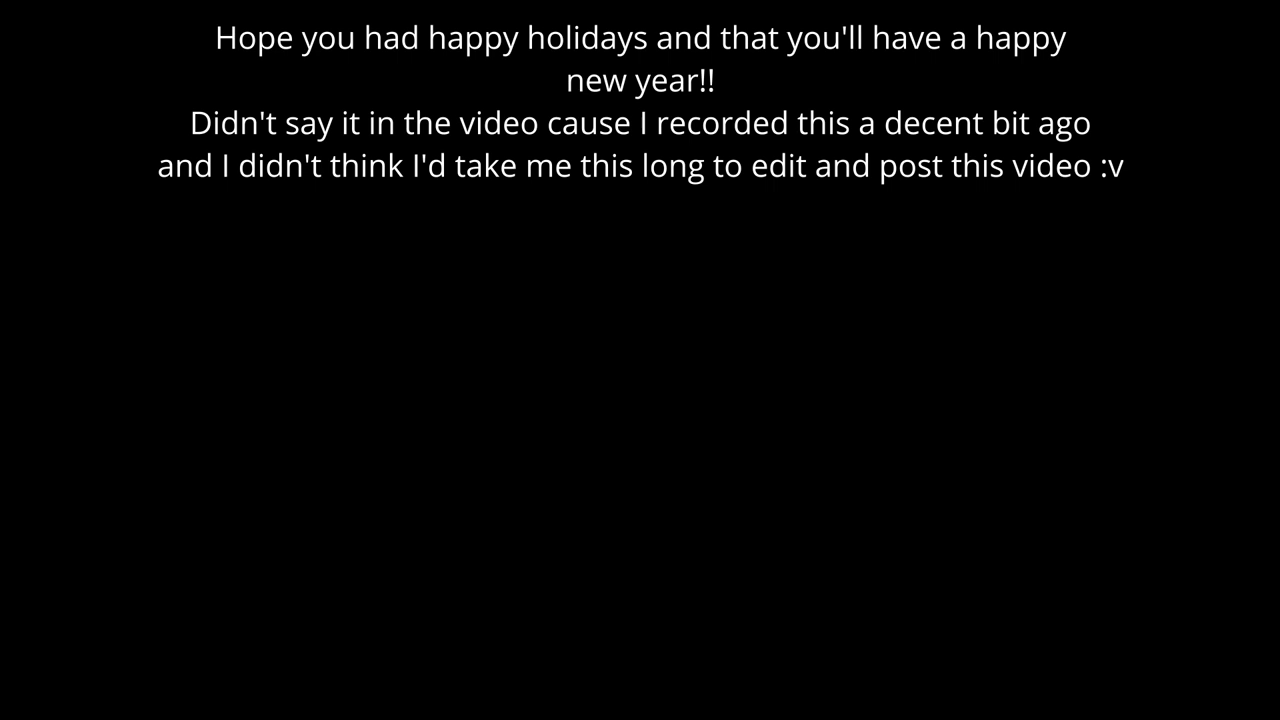 Hope you had happy holidays and that you'll have a happy
new year!!
Didn't say it in the video cause I recorded this a decent bit ago
and I didn't think I'd take me this long to edit and post this video :v